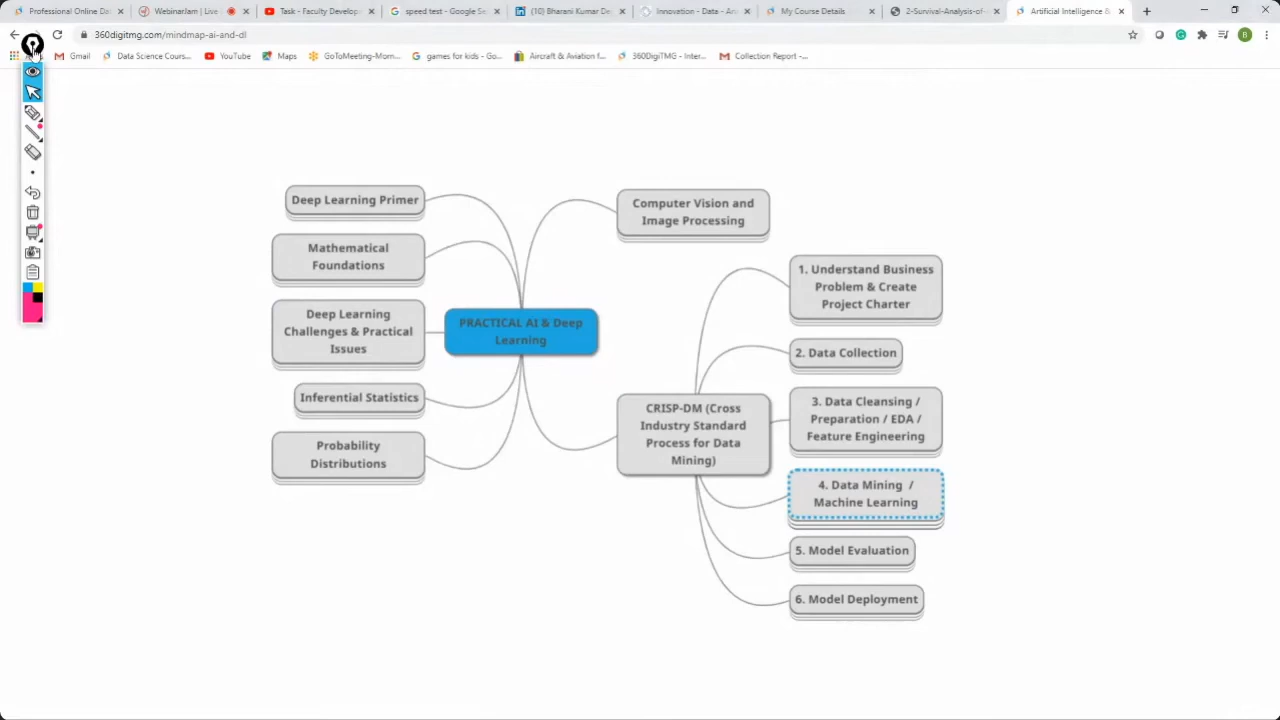 Professional Online Da
WebinarJam | Live
Task - Faculty Develop
speed test - Google Se
(10) Bharani Kumar De
Innovation - Data - An
My Course Details
2-Survival-Analysis-of
Artificial Intelligence &
360digitmg.com/mindmap-ai-and-dl
B
Gmail
Data Science Cours...
YouTube
Maps
GoToMeeting-Mom...
games for kids - Go...
Aircraft & Aviation f...
360DigiTMG - Inter...
Collection Report -...
Deep Learning Primer
Mathematical
Foundations
Deep Learning
Challenges & Practical
Issues
Inferential Statistics
Probability
Distributions
PRACTICAL AI & Deep
Learning
Computer Vision and
Image Processing
CRISP-DM (Cross
Industry Standard
Process for Data
Mining)
1. Understand Business
Problem & Create
Project Charter
2. Data Collection
3. Data Cleansing /
Preparation / EDA /
Feature Engineering
4. Data Mining /
Machine Learning
5. Model Evaluation
6. Model Deployment